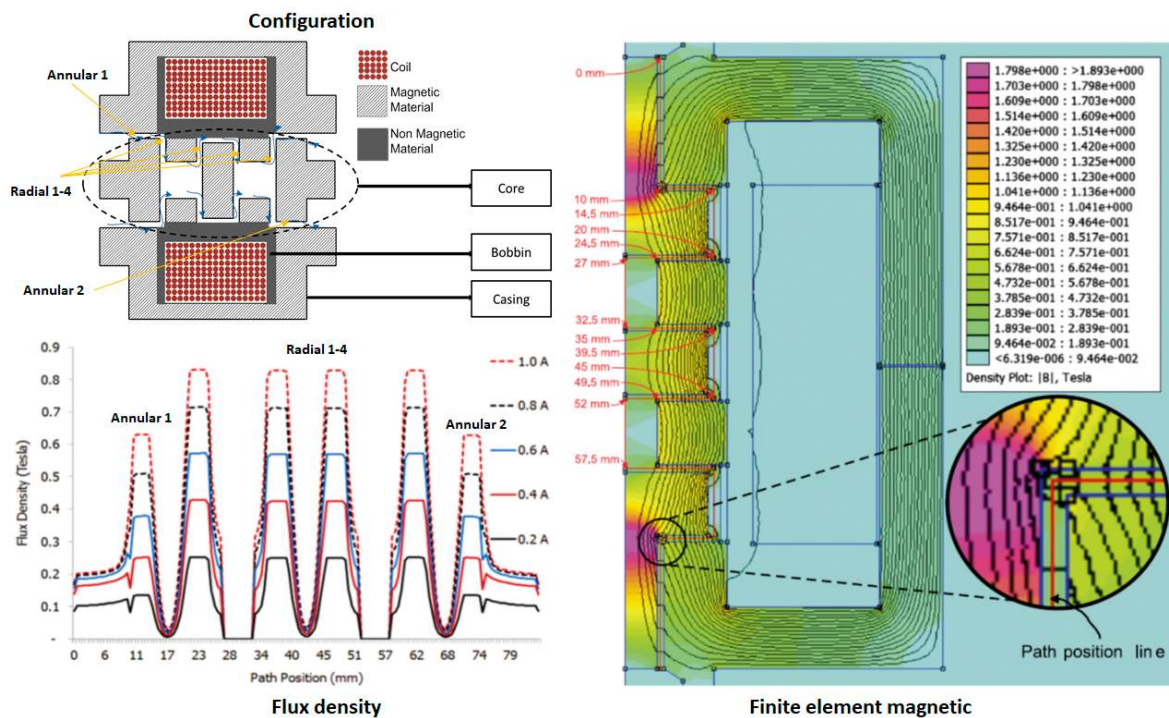 Configuration
Annular 1
Radial 1-4
Annular 2
Coil
Magnetic
Material
Non Magnetic
Material
Core
Bobbin
Casing
Flux Density (Tesla)
0.9
0.8
0.7
0.6
0.5
0.4
0.3
0.2
0.1
-
Radial 1-4
Annular 1
Annular 2
1.0 A
0.8 A
0.6 A
0.4 A
0.2 A
0 6 11 17 23 28 34 40 45 51 57 62 68 74 79
Path Position (mm)
Flux density
0 mm
10 mm
14,5 mm
20 mm
24,5 mm
27 mm
32,5 mm
35 mm
39,5 mm
45 mm
49,5 mm
52 mm
57,5 mm
1.798e+000 : >1.893e+000
1.703e+000 : 1.798e+000
1.609e+000 : 1.703e+000
1.514e+000 : 1.609e+000
1.420e+000 : 1.514e+000
1.325e+000 : 1.420e+000
1.230e+000 : 1.325e+000
1.136e+000 : 1.230e+000
1.041e+000 : 1.136e+000
9.464e-001 : 1.041e+000
8.517e-001 : 9.464e-001
7.571e-001 : 8.517e-001
6.624e-001 : 7.571e-001
5.678e-001 : 6.624e-001
4.732e-001 : 5.678e-001
3.785e-001 : 4.732e-001
2.839e-001 : 3.785e-001
1.893e-001 : 2.839e-001
9.464e-002 : 1.893e-001
<6.319e-006 : 9.464e-002
Density Plot: |B|, Tesla
Path position line
Finite element magnetic